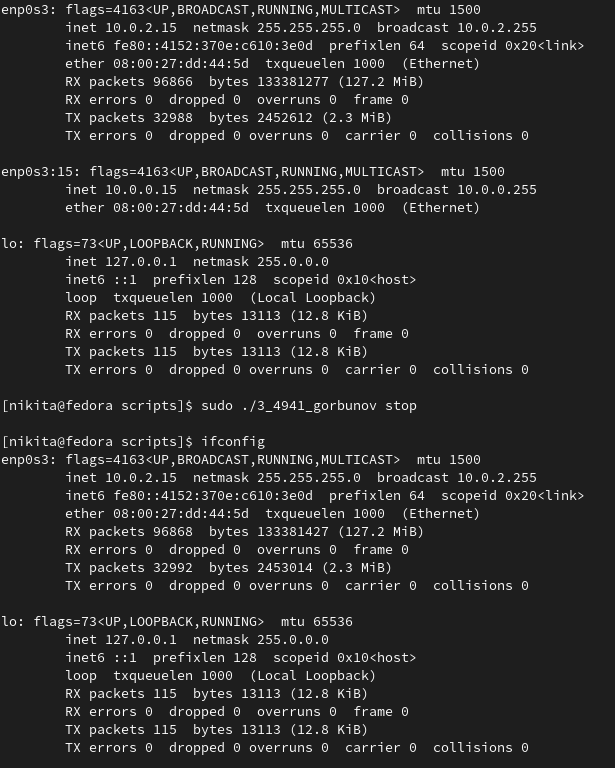 enp0s3: flags=4163<UP,BROADCAST,RUNNING,MULTICAST>  mtu 1500
        inet 10.0.2.15  netmask 255.255.255.0  broadcast 10.0.2.255
        inet6 fe80::4152:370e:c610:3e0d  prefixlen 64  scopeid 0x20<link>
        ether 08:00:27:dd:44:5d  txqueuelen 1000  (Ethernet)
        RX packets 96866  bytes 133381277 (127.2 MiB)
        RX errors 0  dropped 0  overruns 0  frame 0
        TX packets 32988  bytes 2452612 (2.3 MiB)
        TX errors 0  dropped 0 overruns 0  carrier 0  collisions 0

enp0s3:15: flags=4163<UP,BROADCAST,RUNNING,MULTICAST>  mtu 1500
        inet 10.0.0.15  netmask 255.255.255.0  broadcast 10.0.0.255
        ether 08:00:27:dd:44:5d  txqueuelen 1000  (Ethernet)

lo: flags=73<UP,LOOPBACK,RUNNING>  mtu 65536
        inet 127.0.0.1  netmask 255.0.0.0
        inet6 ::1  prefixlen 128  scopeid 0x10<host>
        loop  txqueuelen 1000  (Local Loopback)
        RX packets 115  bytes 13113 (12.8 KiB)
        RX errors 0  dropped 0  overruns 0  frame 0
        TX packets 115  bytes 13113 (12.8 KiB)
        TX errors 0  dropped 0 overruns 0  carrier 0  collisions 0

[nikita@fedora scripts]$ sudo ./3_4941_gorbunov stop

[nikita@fedora scripts]$ ifconfig
enp0s3: flags=4163<UP,BROADCAST,RUNNING,MULTICAST>  mtu 1500
        inet 10.0.2.15  netmask 255.255.255.0  broadcast 10.0.2.255
        inet6 fe80::4152:370e:c610:3e0d  prefixlen 64  scopeid 0x20<link>
        ether 08:00:27:dd:44:5d  txqueuelen 1000  (Ethernet)
        RX packets 96868  bytes 133381427 (127.2 MiB)
        RX errors 0  dropped 0  overruns 0  frame 0
        TX packets 32992  bytes 2453014 (2.3 MiB)
        TX errors 0  dropped 0 overruns 0  carrier 0  collisions 0

lo: flags=73<UP,LOOPBACK,RUNNING>  mtu 65536
        inet 127.0.0.1  netmask 255.0.0.0
        inet6 ::1  prefixlen 128  scopeid 0x10<host>
        loop  txqueuelen 1000  (Local Loopback)
        RX packets 115  bytes 13113 (12.8 KiB)
        RX errors 0  dropped 0  overruns 0  frame 0
        TX packets 115  bytes 13113 (12.8 KiB)
        TX errors 0  dropped 0 overruns 0  carrier 0  collisions 0